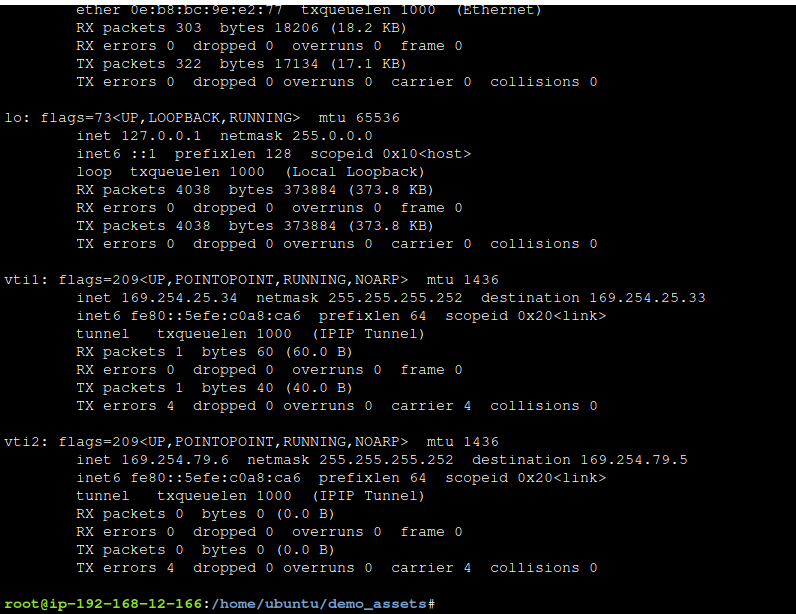 ether 0e:b8:bc:9e:e2:77  txqueuelen 1000  (Ethernet)
RX packets 303  bytes 18206 (18.2 KB)
RX errors 0  dropped 0  overruns 0  frame 0
TX packets 322  bytes 17134 (17.1 KB)
TX errors 0  dropped 0 overruns 0  carrier 0  collisions 0
lo: flags=73<UP,LOOPBACK,RUNNING>  mtu 65536
inet 127.0.0.1  netmask 255.0.0.0
inet6 ::1  prefixlen 128  scopeid 0x10<host>
loop  txqueuelen 1000  (Local Loopback)
RX packets 4038  bytes 373884 (373.8 KB)
RX errors 0  dropped 0  overruns 0  frame 0
TX packets 4038  bytes 373884 (373.8 KB)
TX errors 0  dropped 0 overruns 0  carrier 0  collisions 0
vti1: flags=209<UP,POINTOPOINT,RUNNING,NOARP>  mtu 1436
inet 169.254.25.34  netmask 255.255.255.252  destination 169.254.25.33
inet6 fe80::5efe:c0a8:ca6  prefixlen 64  scopeid 0x20<link>
tunnel   txqueuelen 1000  (IPIP Tunnel)
RX packets 1  bytes 60 (60.0 B)
RX errors 0  dropped 0  overruns 0  frame 0
TX packets 1  bytes 40 (40.0 B)
TX errors 4  dropped 0 overruns 0  carrier 4  collisions 0
vti2: flags=209<UP,POINTOPOINT,RUNNING,NOARP>  mtu 1436
inet 169.254.79.6  netmask 255.255.255.252  destination 169.254.79.5
inet6 fe80::5efe:c0a8:ca6  prefixlen 64  scopeid 0x20<link>
tunnel   txqueuelen 1000  (IPIP Tunnel)
RX packets 0  bytes 0 (0.0 B)
RX errors 0  dropped 0  overruns 0  frame 0
TX packets 0  bytes 0 (0.0 B)
TX errors 4  dropped 0 overruns 0  carrier 4  collisions 0
root@ip-192-168-12-166:/home/ubuntu/demo_assets#